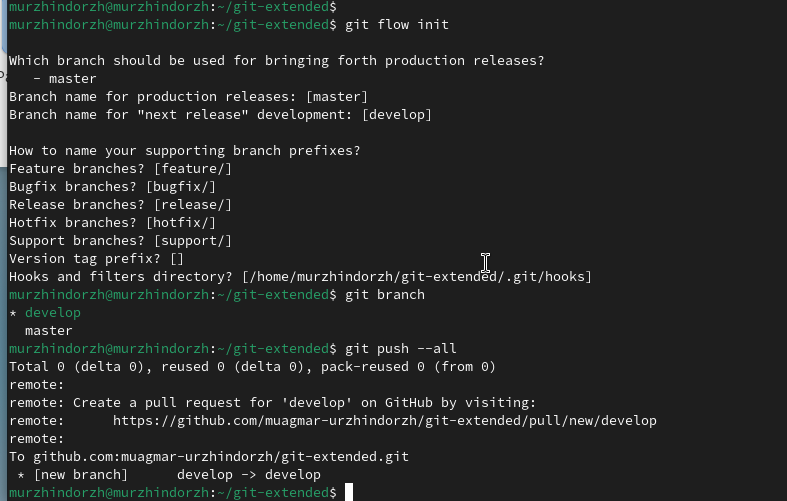 murzhindorzh@murzhindorzh:~/git-extended$
murzhindorzh@murzhindorzh:~/git-extended$ git flow init
Which branch should be used for bringing forth production releases?
   - master
Branch name for production releases: [master]
Branch name for "next release" development: [develop]
How to name your supporting branch prefixes?
Feature branches? [feature/]
Bugfix branches? [bugfix/]
Release branches? [release/]
Hotfix branches? [hotfix/]
Support branches? [support/]
Version tag prefix? []
Hooks and filters directory? [/home/murzhindorzh/git-extended/.git/hooks]
murzhindorzh@murzhindorzh:~/git-extended$ git branch
* develop
  master
murzhindorzh@murzhindorzh:~/git-extended$ git push --all
Total 0 (delta 0), reused 0 (delta 0), pack-reused 0 (from 0)
remote:
remote: Create a pull request for 'develop' on GitHub by visiting:
remote:      https://github.com/muagmar-urzhindorzh/git-extended/pull/new/develop
remote:
To github.com:muagmar-urzhindorzh/git-extended.git
 * [new branch]      develop -> develop
murzhindorzh@murzhindorzh:~/git-extended$